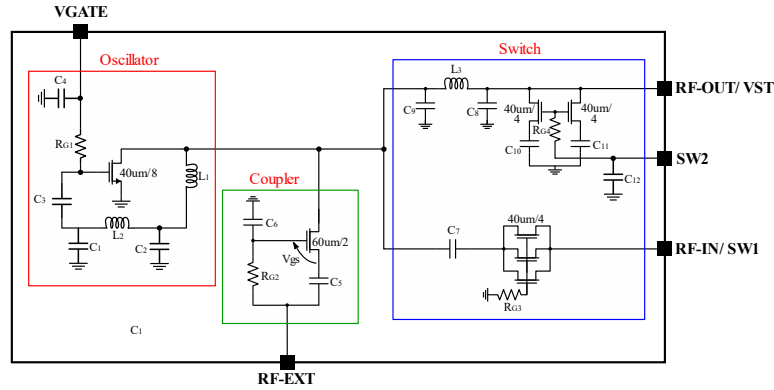 VGATE
Oscillator
Switch
C4
L3
RF-OUT/ VST
C9
C8
40um/
4
40um/
4
RG1
RG4
C10
C11
SW2
40um/8
L1
Coupler
C12
C3
C6
40um/4
L2
C7
RF-IN/ SW1
C1
C2
60um/2
Vgs
RG2
C5
RG3
C1
RF-EXT